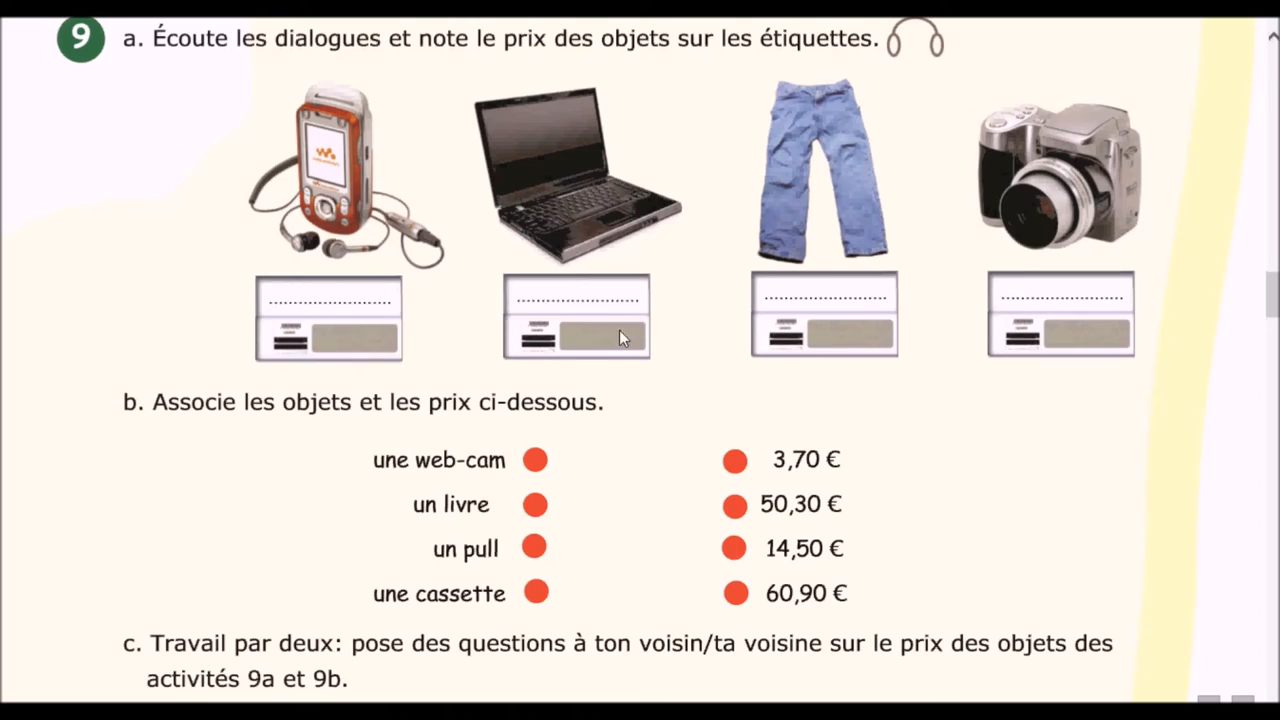 9 a. Écoute les dialogues et note le prix des objets sur les étiquettes.
b. Associe les objets et les prix ci-dessous.
une web-cam 3,70 €
un livre 50,30 €
un pull 14,50 €
une cassette 60,90 €
c. Travail par deux: pose des questions à ton voisin/ta voisine sur le prix des objets des
activités 9a et 9b.